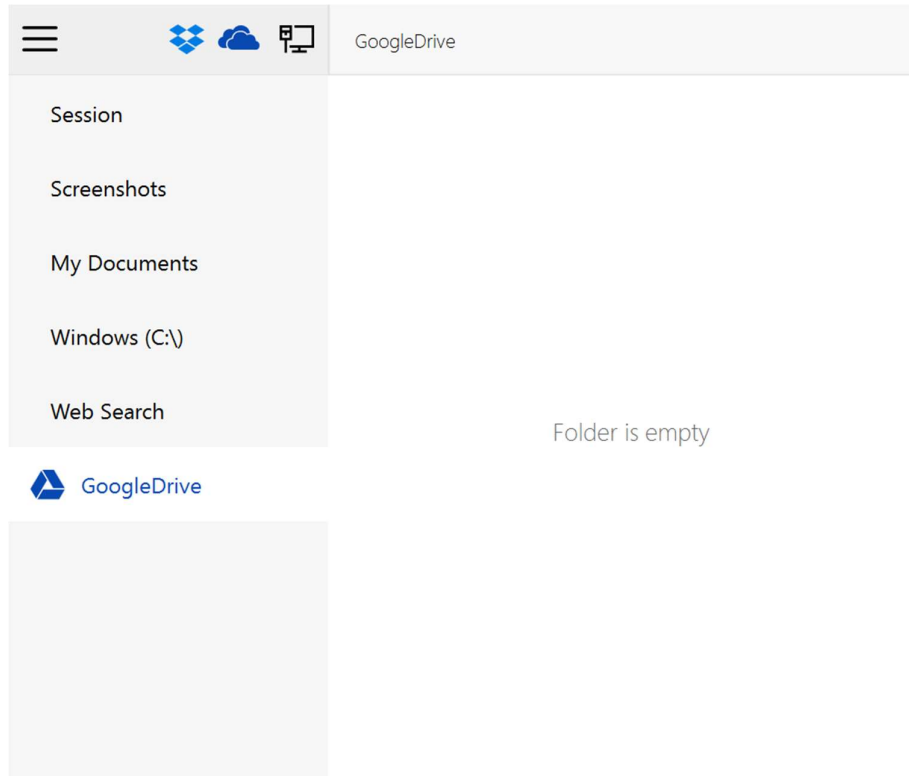 GoogleDrive
Session
Screenshots
My Documents
Windows (C:\)
Web Search
GoogleDrive
Folder is empty